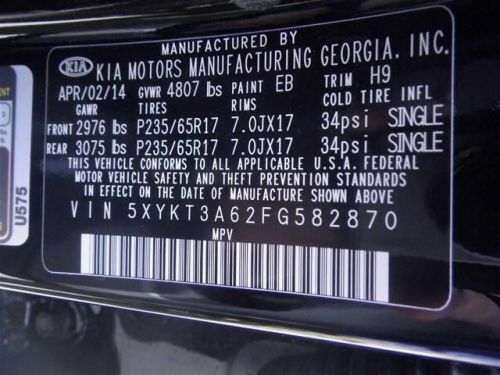 MANUFACTURED BY
KIA KIA MOTORS MANUFACTURING GEORGIA, INC.
APR/02/14 GVWR 4807 lbs PAINT EB TRIM H9
GAWR TIRES RIMS COLD TIRE INFL
FRONT 2976 lbs P235/65R17 7.0JX17 34psi SINGLE
REAR 3075 lbs P235/65R17 7.0JX17 34psi SINGLE
THIS VEHICLE CONFORMS TO ALL APPLICABLE U.S.A. FEDERAL
MOTOR VEHICLE SAFETY AND THEFT PREVENTION STANDARDS
IN EFFECT ON THE DATE OF MANUFACTURE SHOWN ABOVE
VIN 5XYKT3A62FG582870
MPV
U575